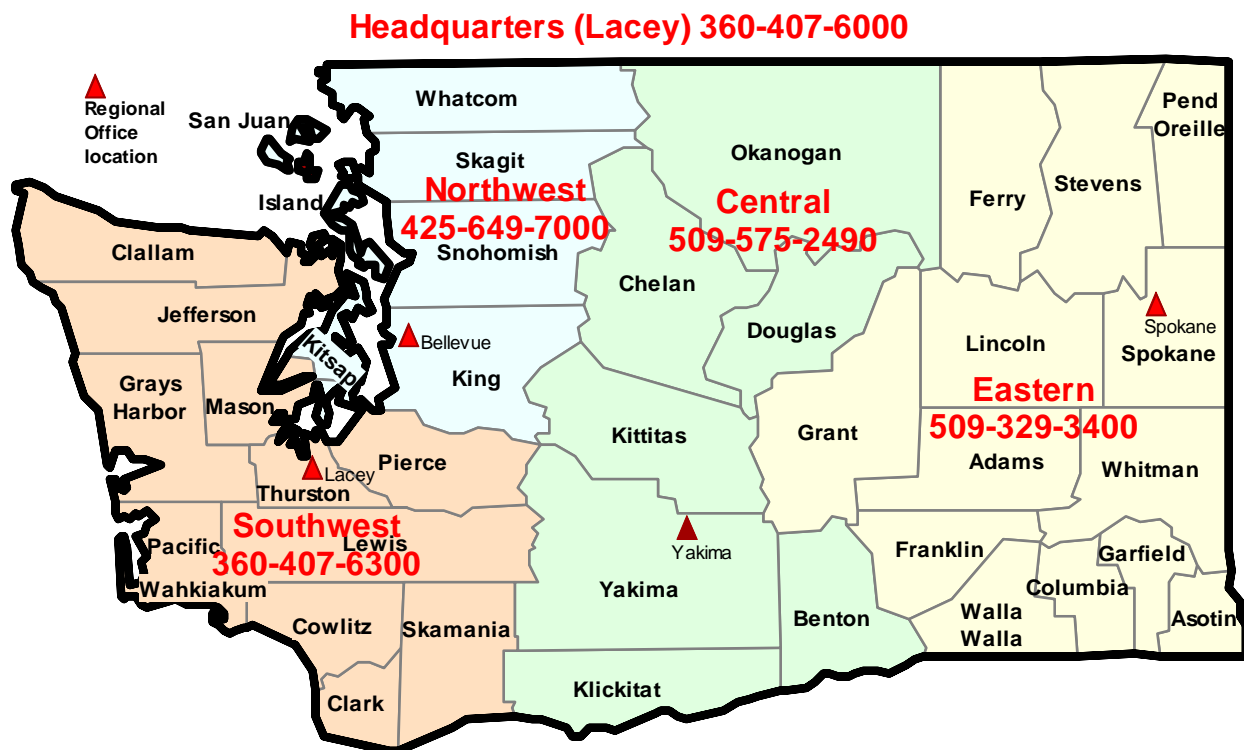 Headquarters (Lacey) 360-407-6000
Regional
Office
location
San Juan
Island
Whatcom
Skagit
Northwest
425-649-7000
Snohomish
King
Bellevue
Kitsap
Okanogan
Central
509-575-2490
Chelan
Douglas
Kittitas
Yakima
Yakima
Klickitat
Benton
Ferry
Stevens
Pend
Oreille
Spokane
Spokane
Lincoln
Eastern
509-329-3400
Grant
Adams
Whitman
Franklin
Walla
Walla
Columbia
Garfield
Asotin
Clallam
Jefferson
Grays
Harbor
Mason
Lacey
Thurston
Pierce
Southwest
360-407-6300
Lewis
Pacific
Wahkiakum
Cowlitz
Skamania
Clark